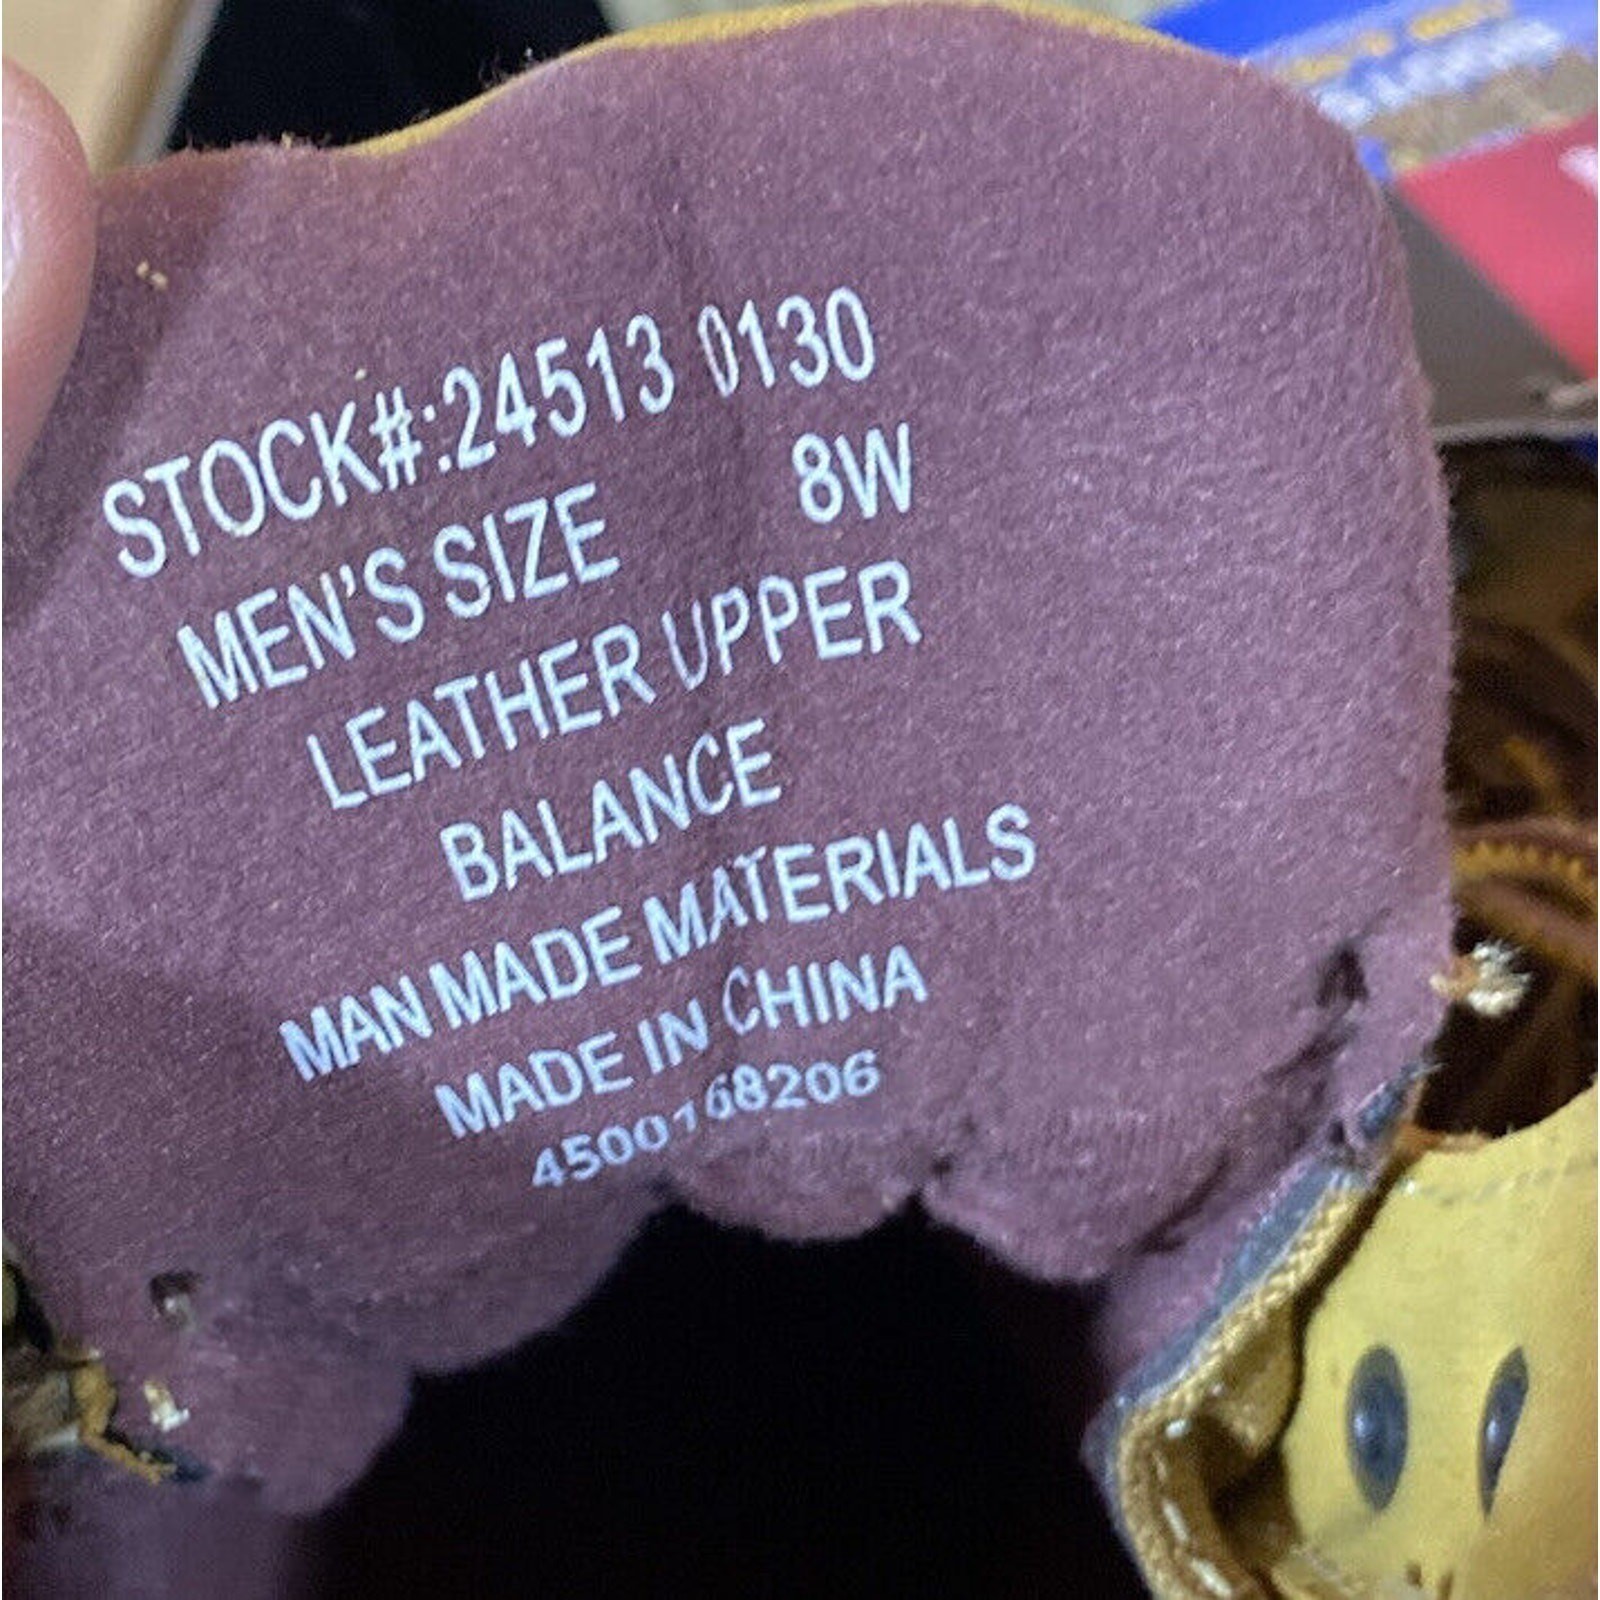 STOCK#:24513 0130
MEN'S SIZE 8W
LEATHER UPPER
BALANCE
MAN MADE MATERIALS
MADE IN CHINA
4500168206